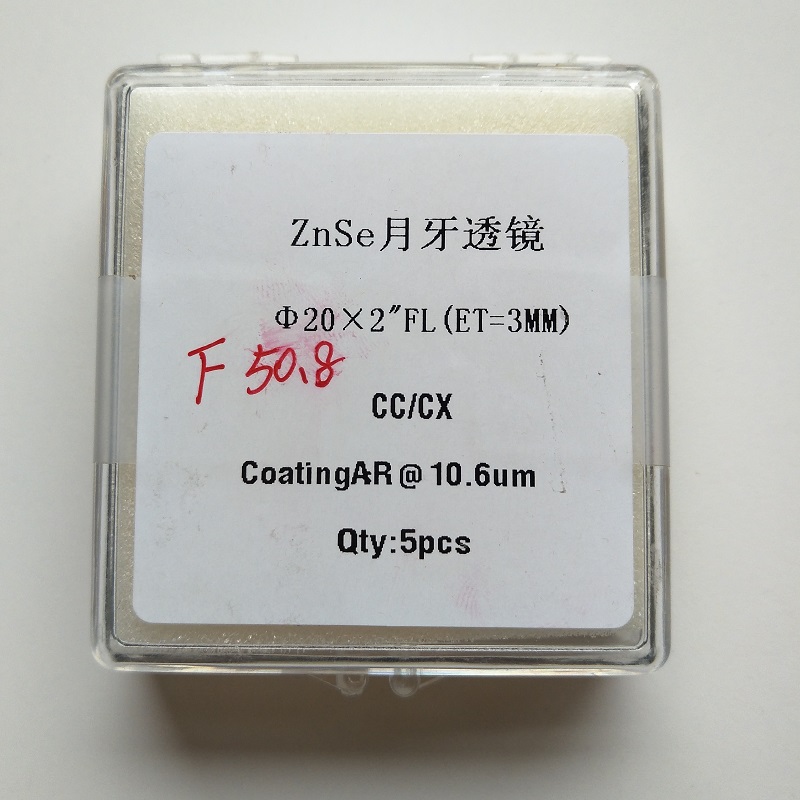 ZnSe月牙透镜
Φ20×2"FL(ET=3MM)
F 50.8
CC/CX
CoatingAR@10.6um
Qty:5pcs